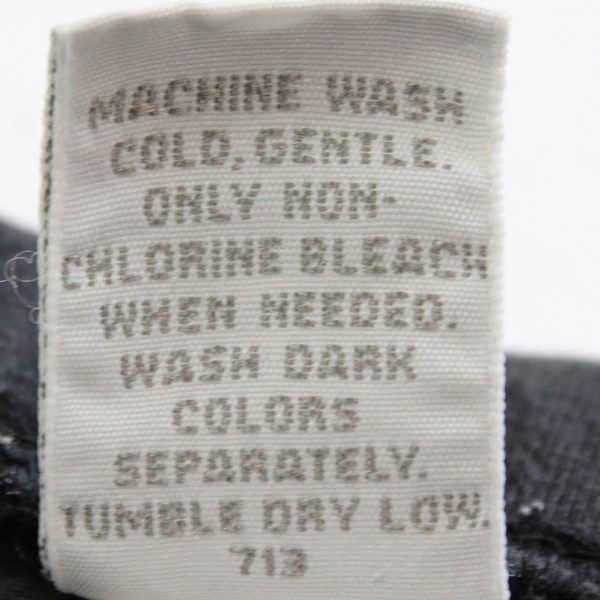 MACHINE WASH
COLD, GENTLE.
ONLY NON-
CHLORINE BLEACH
WHEN NEEDED.
WASH DARK
COLORS
SEPARATELY.
TUMBLE DRY LOW.
713